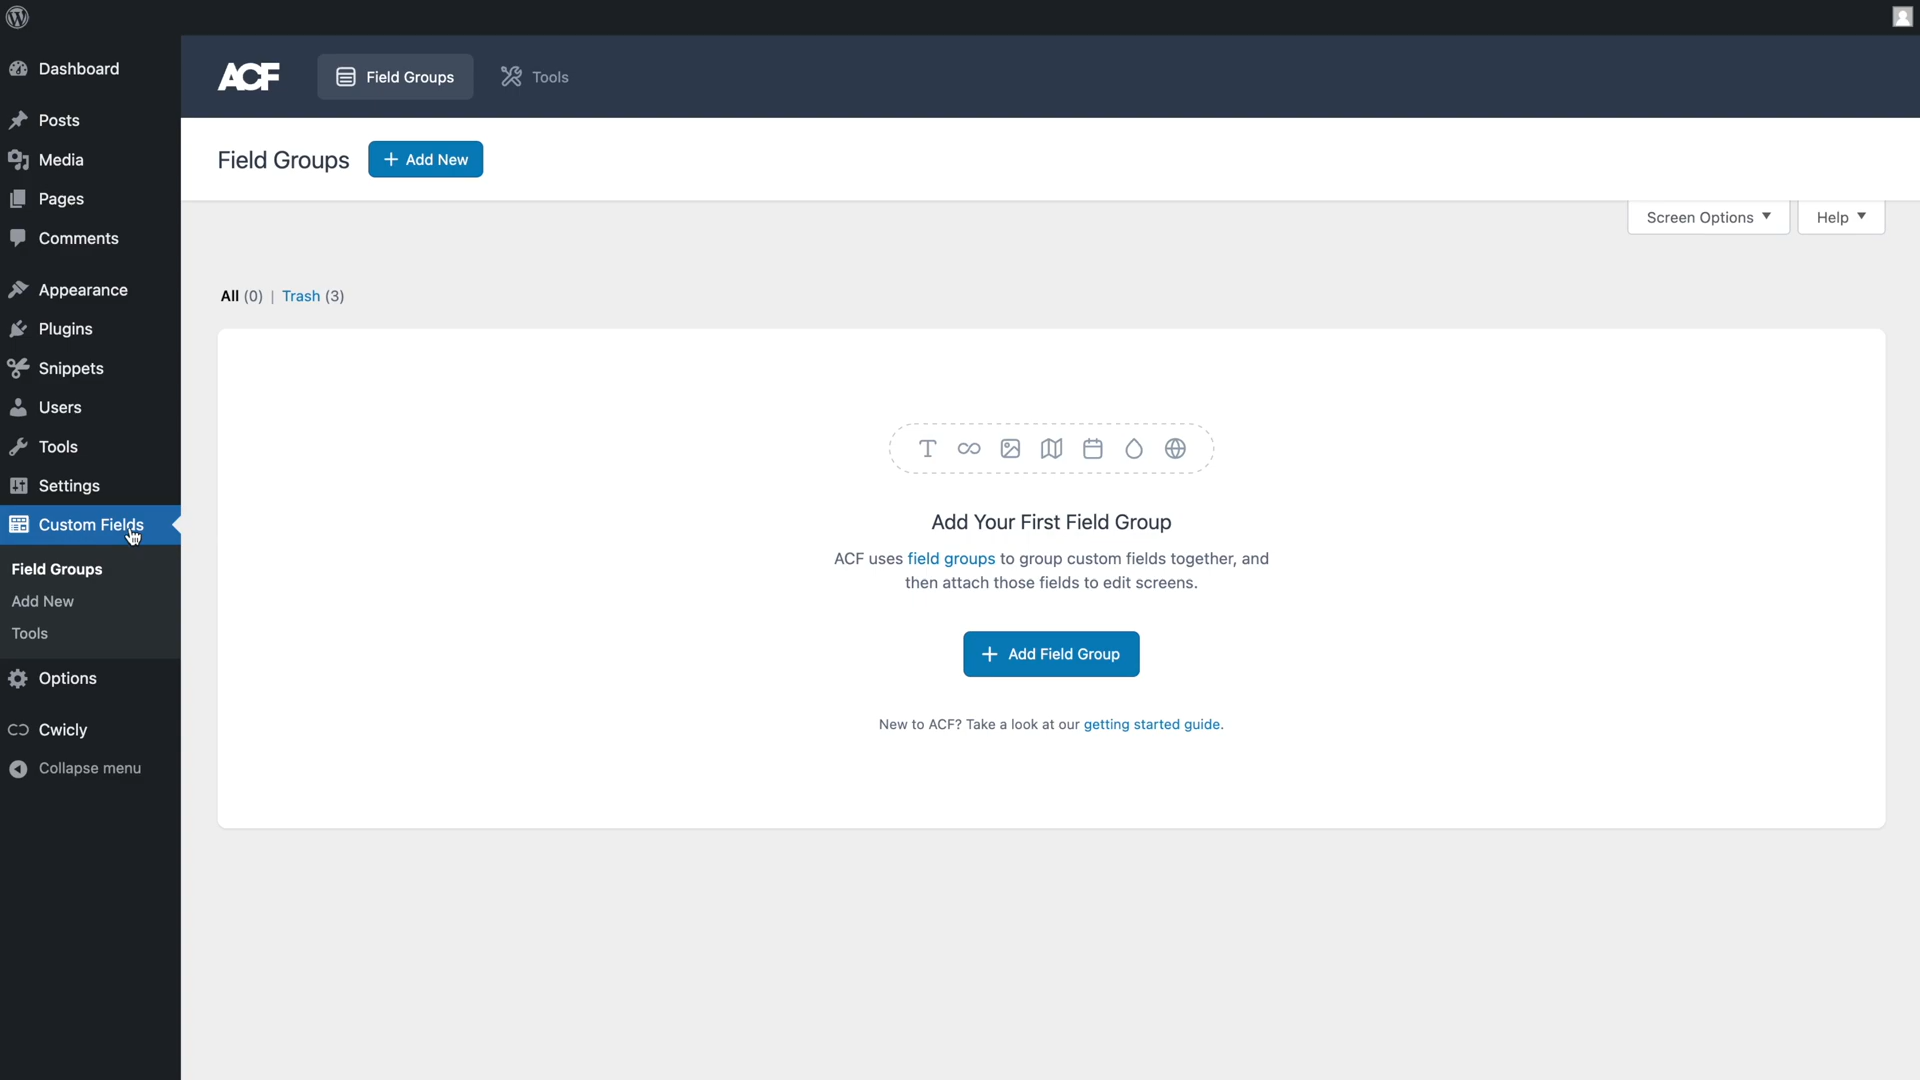 Dashboard
Posts
Media
Pages
Comments
Appearance
Plugins
Snippets
Users
Tools
Settings
Custom Fields
Field Groups
Add New
Tools
Options
Cwicly
Collapse menu
ACF
Field Groups
Tools
Field Groups
+ Add New
Screen Options
Help
All (0) | Trash (3)
Add Your First Field Group
ACF uses field groups to group custom fields together, and
then attach those fields to edit screens.
+ Add Field Group
New to ACF? Take a look at our getting started guide.